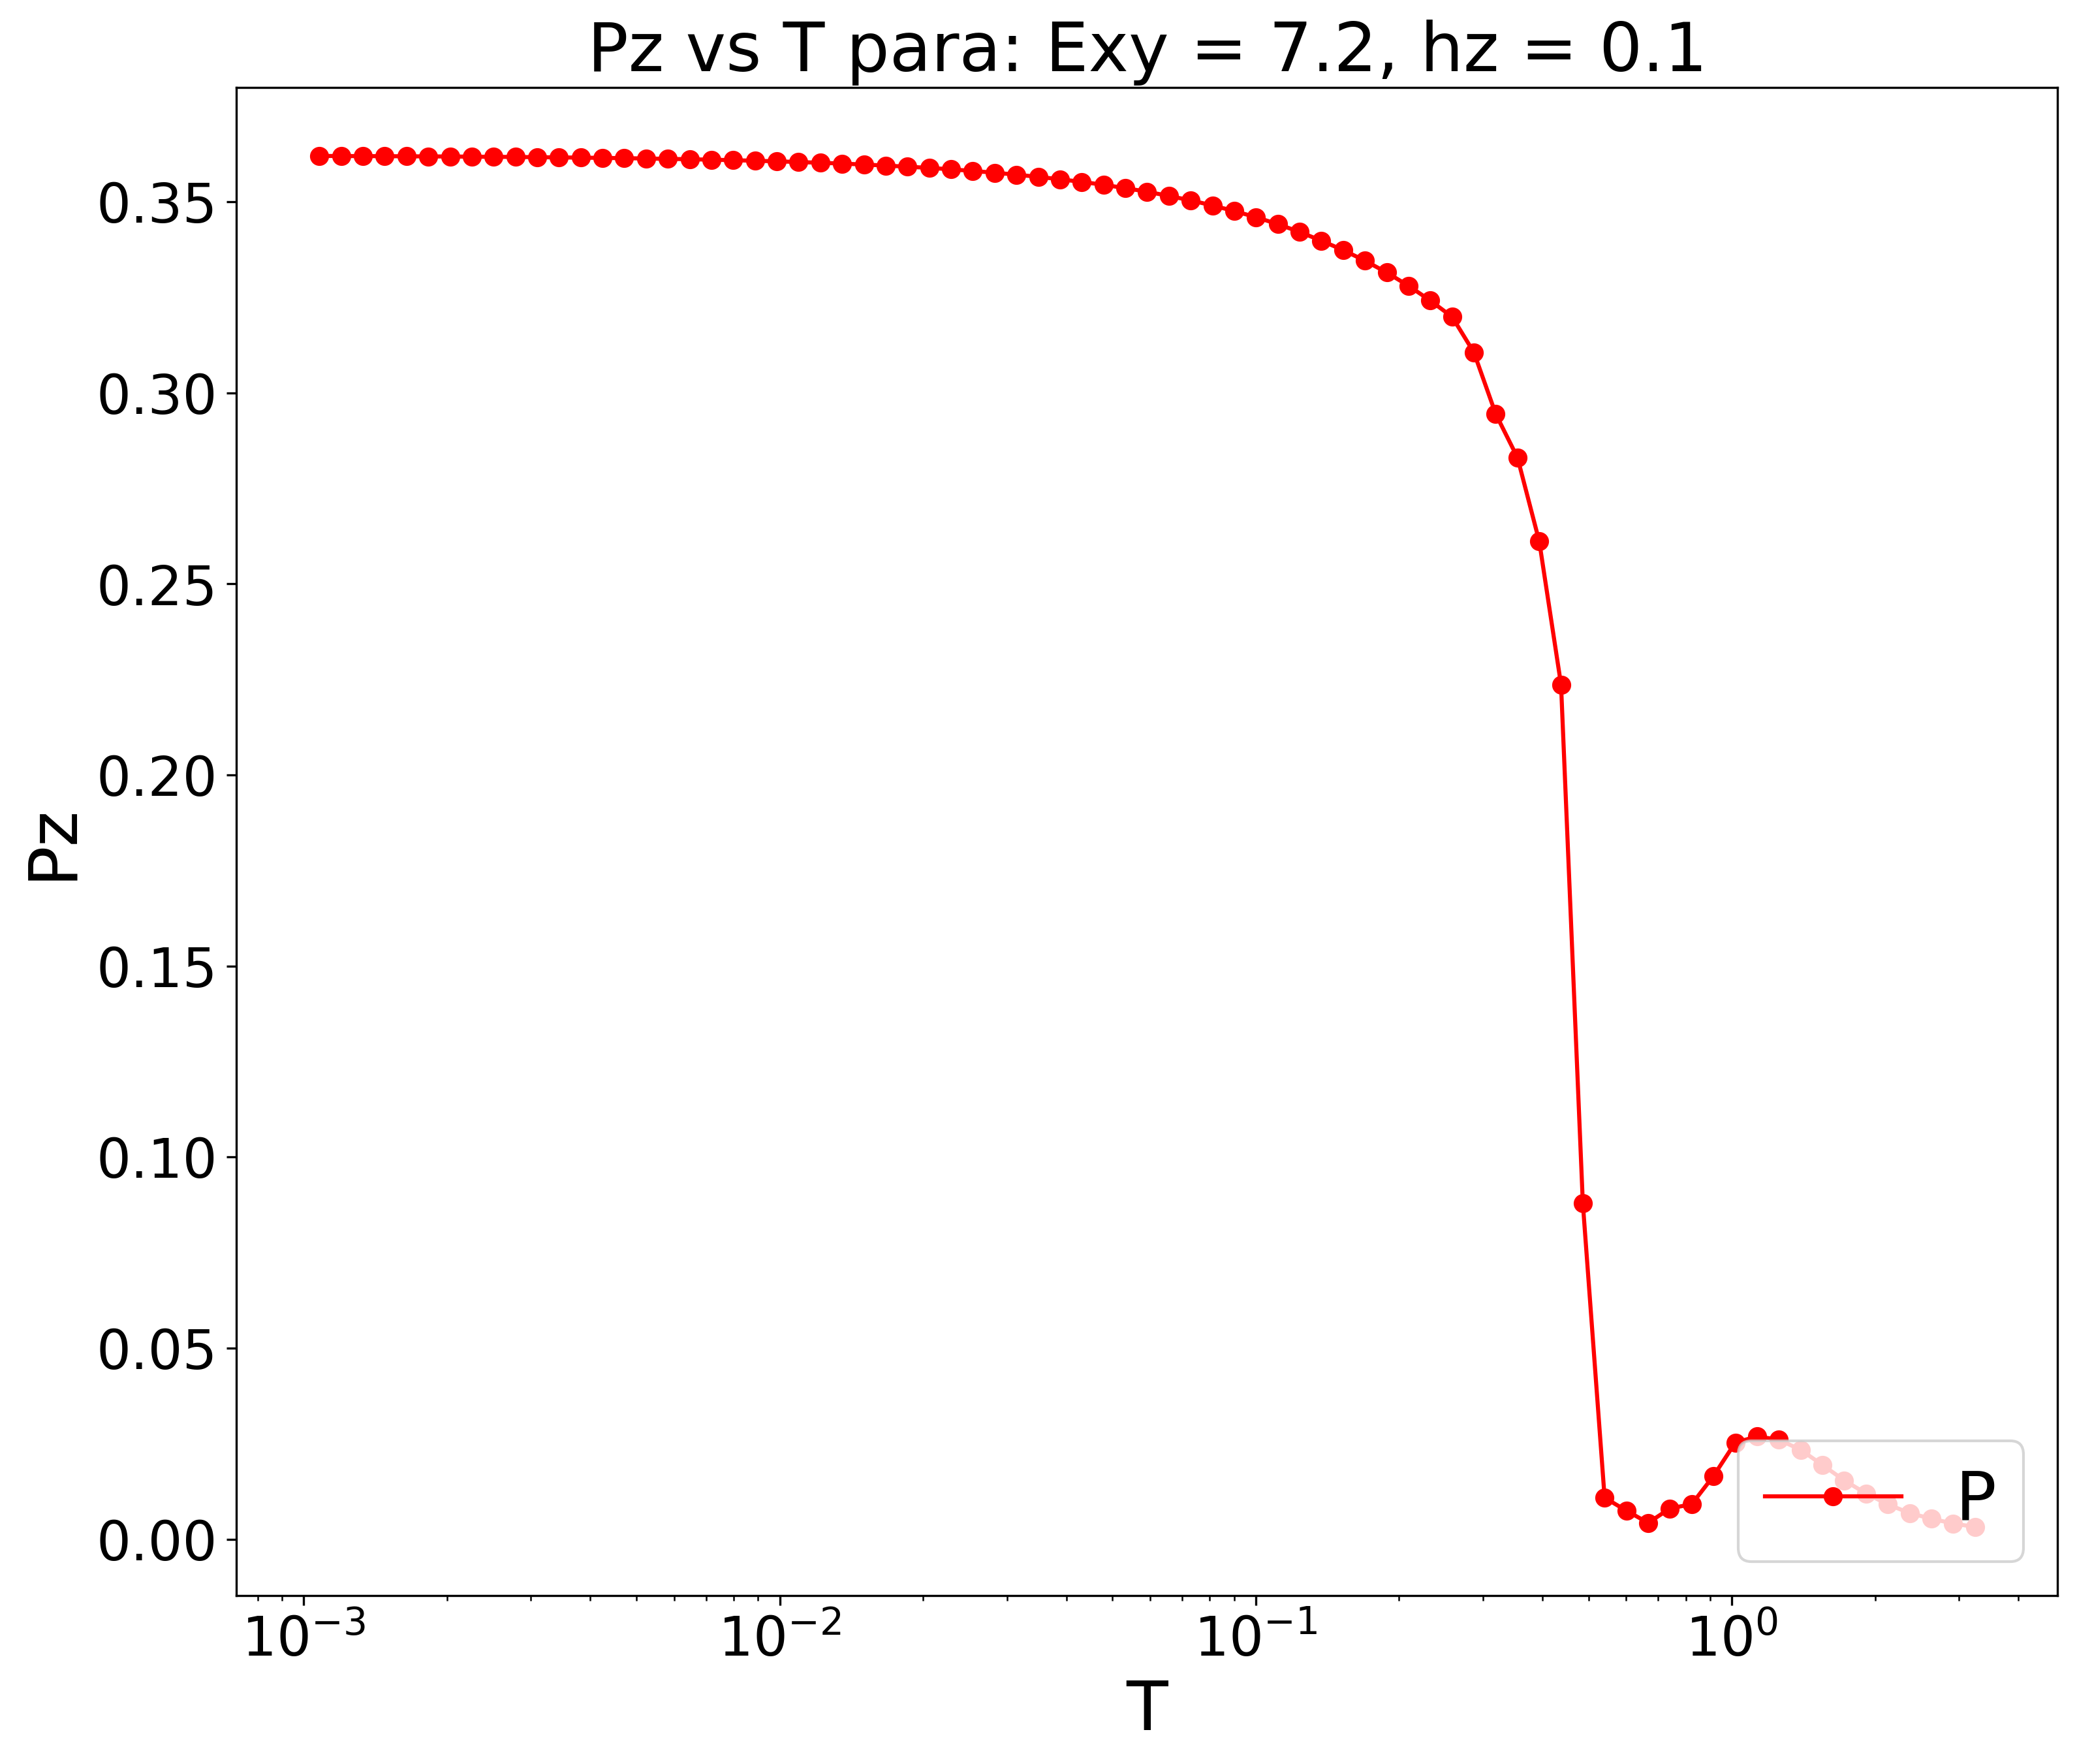 Pz vs T para: Exy = 7.2, hz = 0.1
Pz
0.35
0.30
0.25
0.20
0.15
0.10
0.05
0.00
P
10⁻³ 10⁻² 10⁻¹ 10⁰
T